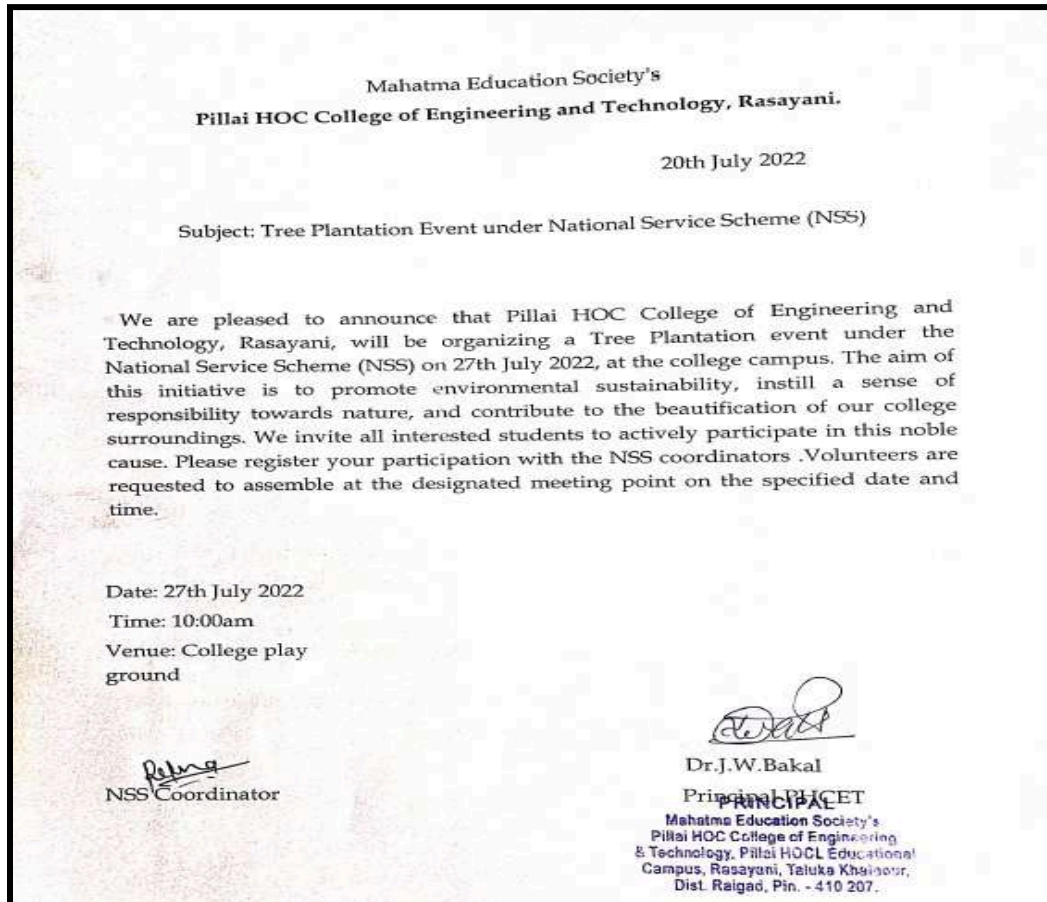 Mahatma Education Society's
Pillai HOC College of Engineering and Technology, Rasayani.
20th July 2022
Subject: Tree Plantation Event under National Service Scheme (NSS)
We are pleased to announce that Pillai HOC College of Engineering and
Technology, Rasayani, will be organizing a Tree Plantation event under the
National Service Scheme (NSS) on 27th July 2022, at the college campus. The aim of
this initiative is to promote environmental sustainability, instill a sense of
responsibility towards nature, and contribute to the beautification of our college
surroundings. We invite all interested students to actively participate in this noble
cause. Please register your participation with the NSS coordinators .Volunteers are
requested to assemble at the designated meeting point on the specified date and
time.
Date: 27th July 2022
Time: 10:00am
Venue: College play
ground
NSS Coordinator
Dr.J.W.Bakal
Principal PHCET
PRINCIPAL
Mahatma Education Society's
Pillai HOC College of Engineering
& Technology, Pillai HOCL Educational
Campus, Rasayani, Taluka Khalapur,
Dist. Raigad, Pin. - 410 207.